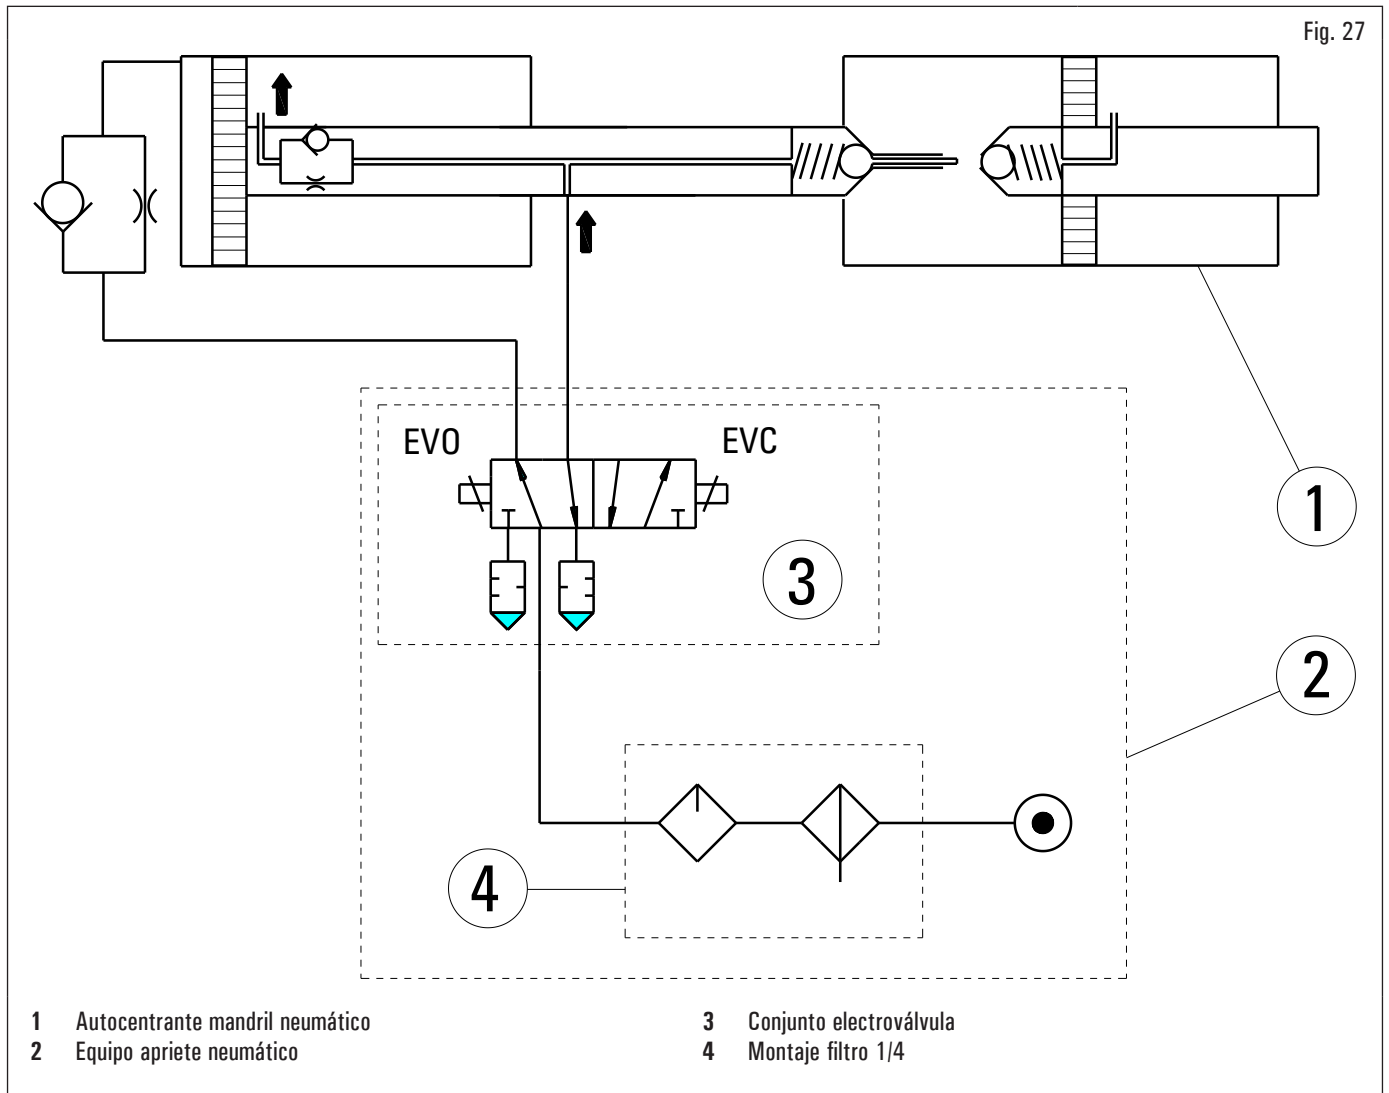 Fig. 27
EVO
EVC
1
3
2
4
1 Autocentrante mandril neumático
2 Equipo apriete neumático
3 Conjunto electroválvula
4 Montaje filtro 1/4